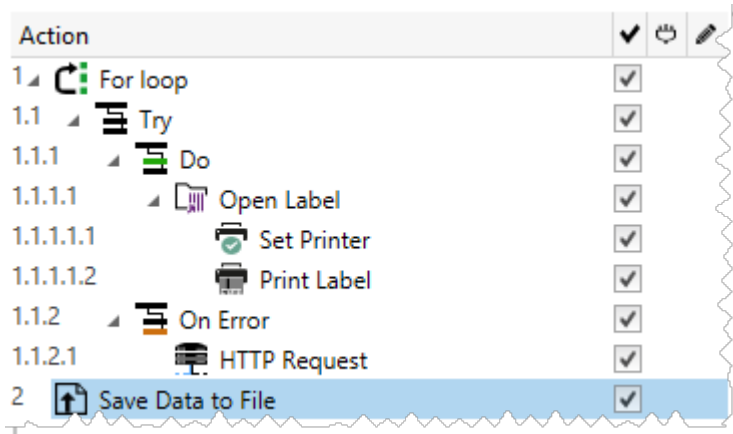 Action
1 For loop
1.1 Try
1.1.1 Do
1.1.1.1 Open Label
1.1.1.1.1 Set Printer
1.1.1.1.2 Print Label
1.1.2 On Error
1.1.2.1 HTTP Request
2 Save Data to File